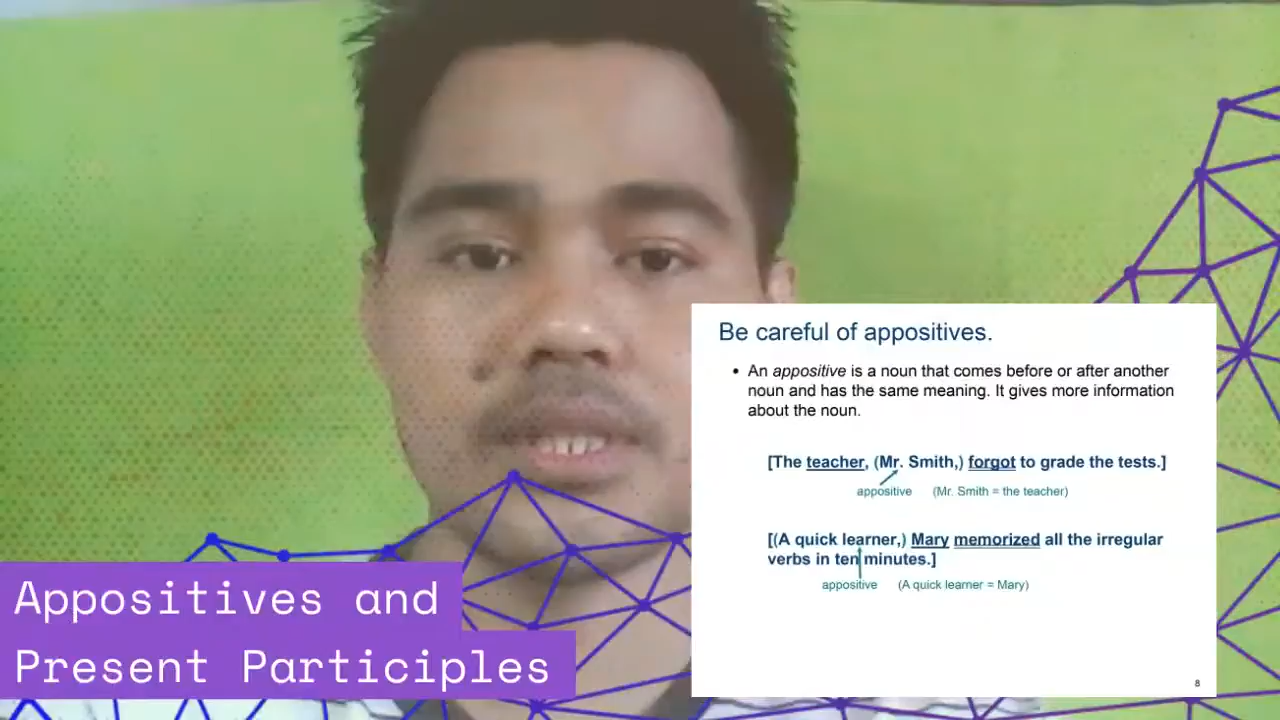 Be careful of appositives.
• An appositive is a noun that comes before or after another
noun and has the same meaning. It gives more information
about the noun.
[The teacher, (Mr. Smith,) forgot to grade the tests.]
appositive (Mr. Smith = the teacher)
[(A quick learner,) Mary memorized all the irregular
verbs in ten minutes.]
appositive (A quick learner = Mary)
8
Appositives and
Present Participles